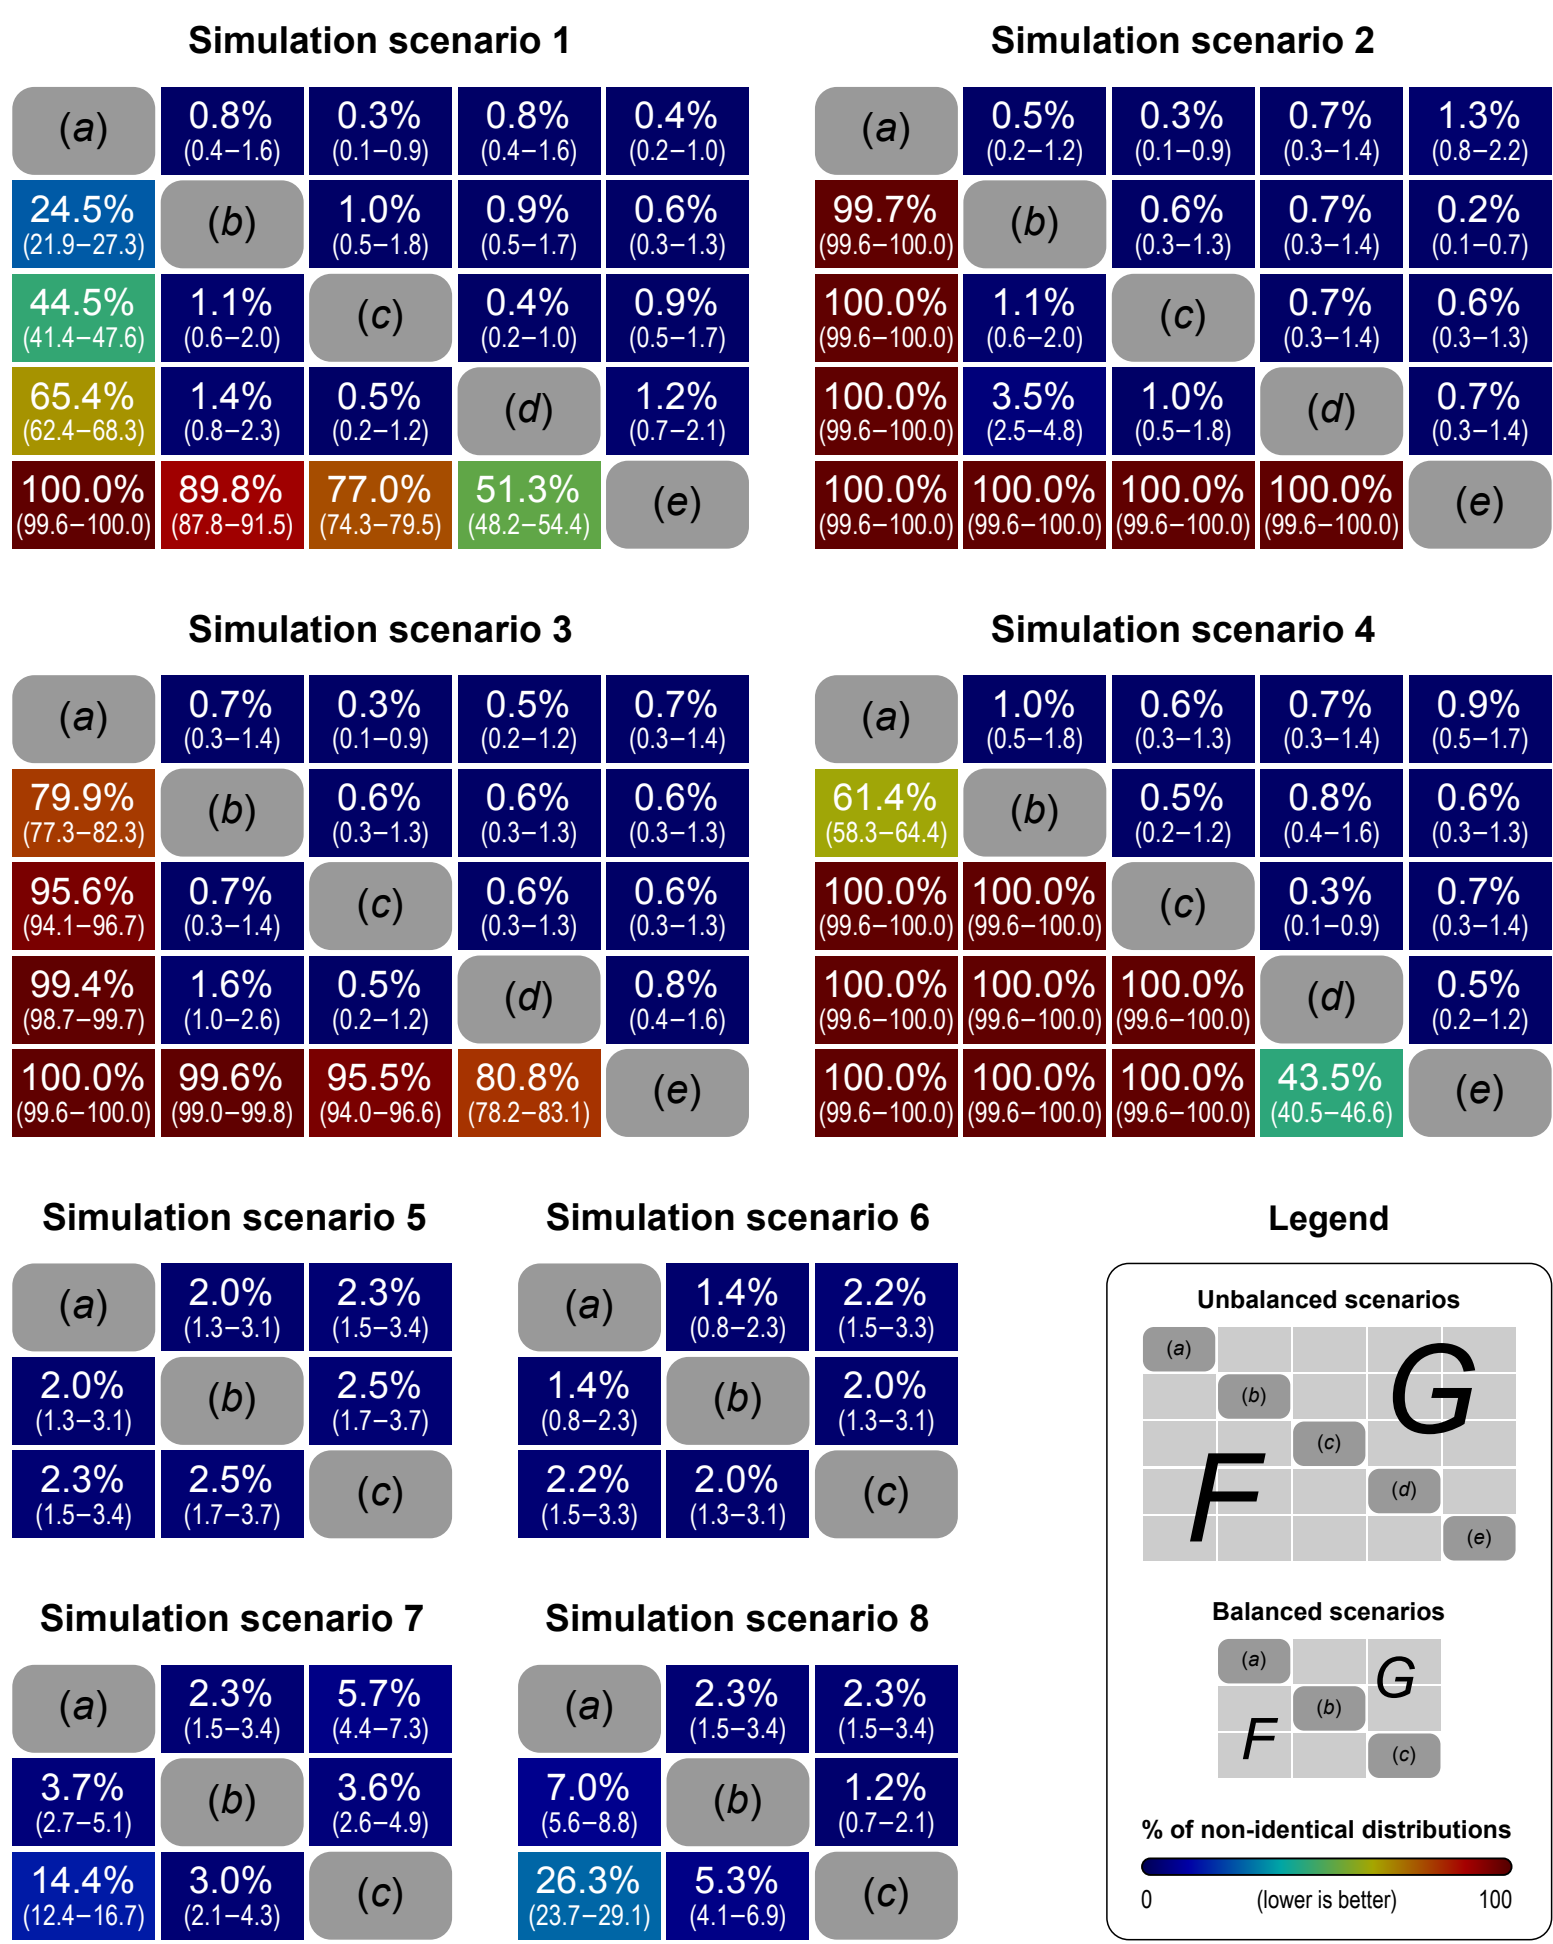 Simulation scenario 1
(a) 0.8% 0.3% 0.8% 0.4%
(0.4–1.6) (0.1–0.9) (0.4–1.6) (0.2–1.0)
24.5% (b) 1.0% 0.9% 0.6%
(21.9–27.3) (0.5–1.8) (0.5–1.7) (0.3–1.3)
44.5% 1.1% (c) 0.4% 0.9%
(41.4–47.6) (0.6–2.0) (0.2–1.0) (0.5–1.7)
65.4% 1.4% 0.5% (d) 1.2%
(62.4–68.3) (0.8–2.3) (0.2–1.2) (0.7–2.1)
100.0% 89.8% 77.0% 51.3% (e)
(99.6–100.0) (87.8–91.5) (74.3–79.5) (48.2–54.4)
Simulation scenario 2
(a) 0.5% 0.3% 0.7% 1.3%
(0.2–1.2) (0.1–0.9) (0.3–1.4) (0.8–2.2)
99.7% (b) 0.6% 0.7% 0.2%
(99.6–100.0) (0.3–1.3) (0.3–1.4) (0.1–0.7)
100.0% 1.1% (c) 0.7% 0.6%
(99.6–100.0) (0.6–2.0) (0.3–1.4) (0.3–1.3)
100.0% 3.5% 1.0% (d) 0.7%
(99.6–100.0) (2.5–4.8) (0.5–1.8) (0.3–1.4)
100.0% 100.0% 100.0% 100.0% (e)
(99.6–100.0) (99.6–100.0) (99.6–100.0) (99.6–100.0)
Simulation scenario 3
(a) 0.7% 0.3% 0.5% 0.7%
(0.3–1.4) (0.1–0.9) (0.2–1.2) (0.3–1.4)
79.9% (b) 0.6% 0.6% 0.6%
(77.3–82.3) (0.3–1.3) (0.3–1.3) (0.3–1.3)
95.6% 0.7% (c) 0.6% 0.6%
(94.1–96.7) (0.3–1.4) (0.3–1.3) (0.3–1.3)
99.4% 1.6% 0.5% (d) 0.8%
(98.7–99.7) (1.0–2.6) (0.2–1.2) (0.4–1.6)
100.0% 99.6% 95.5% 80.8% (e)
(99.6–100.0) (99.0–99.8) (94.0–96.6) (78.2–83.1)
Simulation scenario 4
(a) 1.0% 0.6% 0.7% 0.9%
(0.5–1.8) (0.3–1.3) (0.3–1.4) (0.5–1.7)
61.4% (b) 0.5% 0.8% 0.6%
(58.3–64.4) (0.2–1.2) (0.4–1.6) (0.3–1.3)
100.0% 100.0% (c) 0.3% 0.7%
(99.6–100.0) (99.6–100.0) (0.1–0.9) (0.3–1.4)
100.0% 100.0% 100.0% (d) 0.5%
(99.6–100.0) (99.6–100.0) (99.6–100.0) (0.2–1.2)
100.0% 100.0% 100.0% 43.5% (e)
(99.6–100.0) (99.6–100.0) (99.6–100.0) (40.5–46.6)
Simulation scenario 5
(a) 2.0% 2.3%
(1.3–3.1) (1.5–3.4)
2.0% (b) 2.5%
(1.3–3.1) (1.7–3.7)
2.3% 2.5% (c)
(1.5–3.4) (1.7–3.7)
Simulation scenario 6
(a) 1.4% 2.2%
(0.8–2.3) (1.5–3.3)
1.4% (b) 2.0%
(0.8–2.3) (1.3–3.1)
2.2% 2.0% (c)
(1.5–3.3) (1.3–3.1)
Simulation scenario 7
(a) 2.3% 5.7%
(1.5–3.4) (4.4–7.3)
3.7% (b) 3.6%
(2.7–5.1) (2.6–4.9)
14.4% 3.0% (c)
(12.4–16.7) (2.1–4.3)
Simulation scenario 8
(a) 2.3% 2.3%
(1.5–3.4) (1.5–3.4)
7.0% (b) 1.2%
(5.6–8.8) (0.7–2.1)
26.3% 5.3% (c)
(23.7–29.1) (4.1–6.9)
Legend
Unbalanced scenarios
(a)
G
(b)
(c)
F
(d)
(e)
Balanced scenarios
(a)
G
(b)
F
(c)
% of non-identical distributions
0 (lower is better) 100